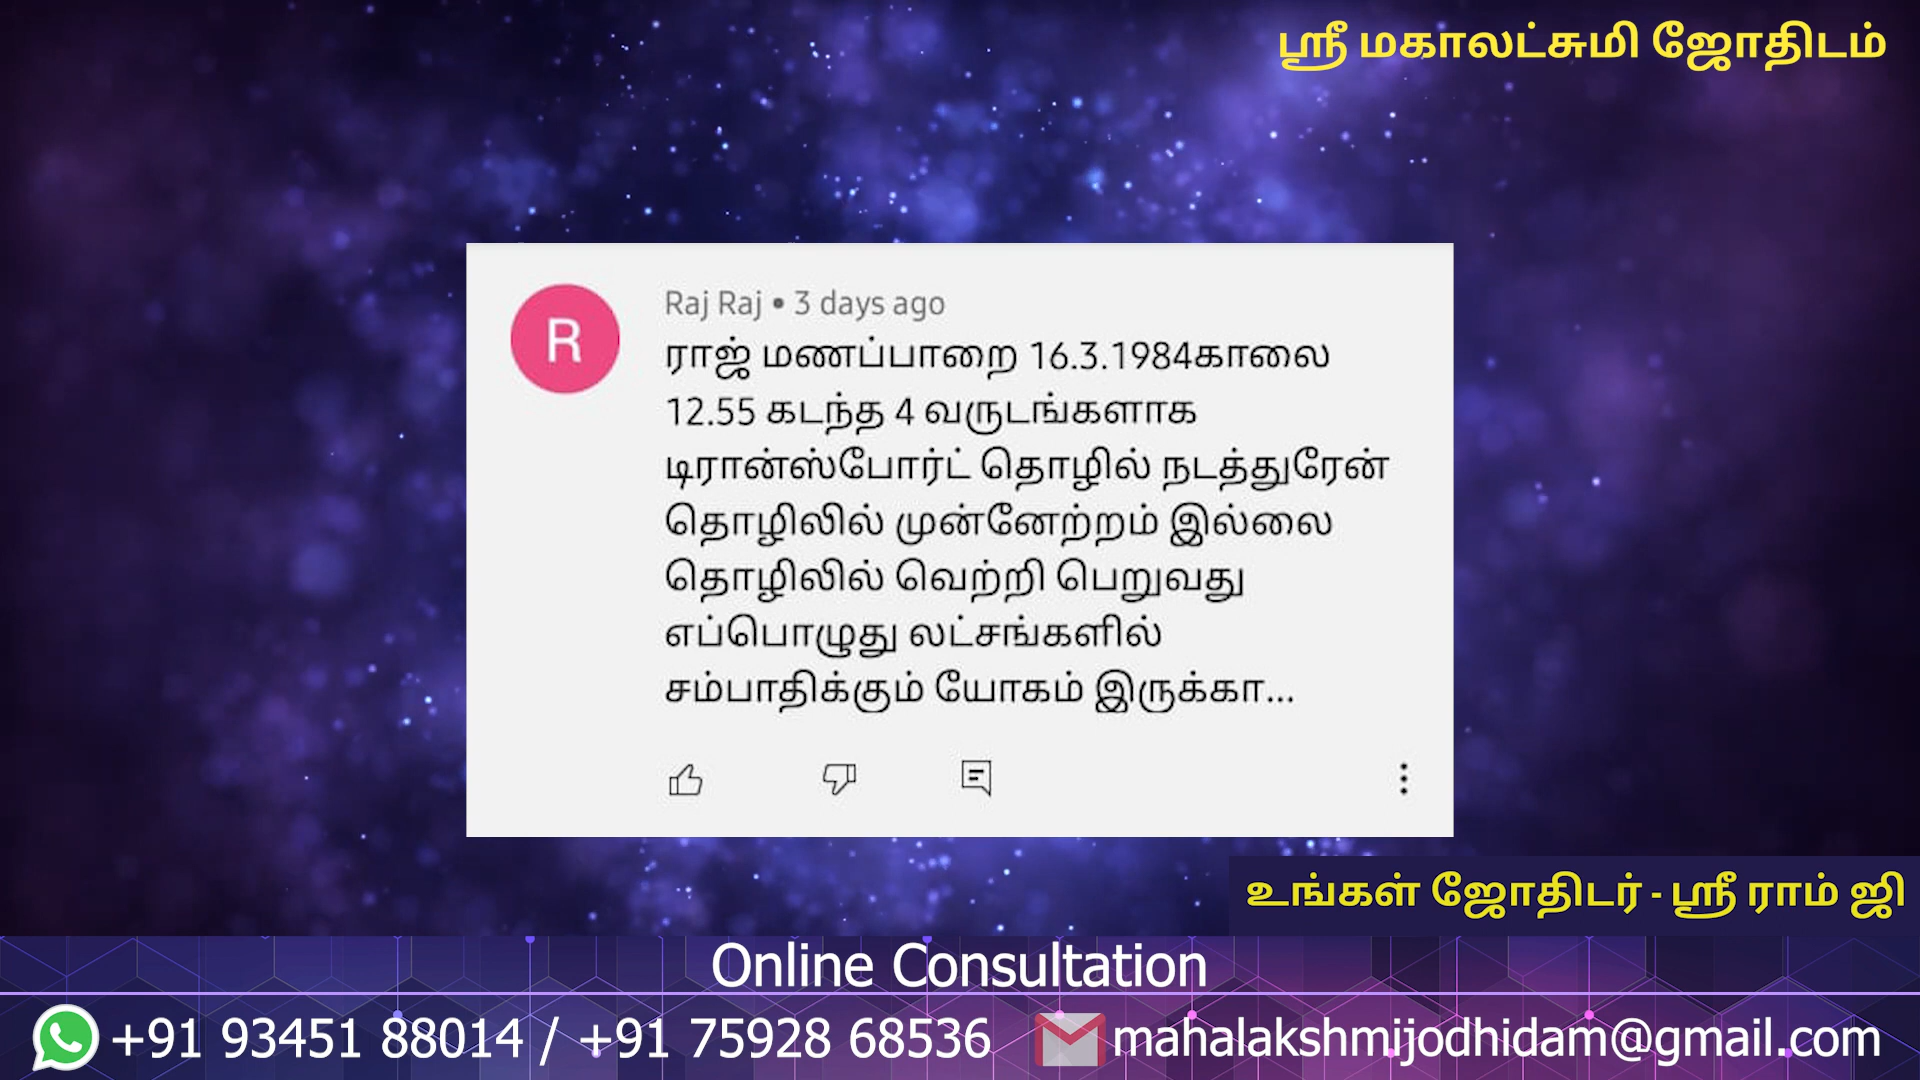 ஸ்ரீ மகாலட்சுமி ஜோதிடம்
R
Raj Raj • 3 days ago
ராஜ் மணப்பாறை 16.3.1984காலை
12.55 கடந்த 4 வருடங்களாக
டிரான்ஸ்போர்ட் தொழில் நடத்துரேன்
தொழிலில் முன்னேற்றம் இல்லை
தொழிலில் வெற்றி பெறுவது
எப்பொழுது லட்சங்களில்
சம்பாதிக்கும் யோகம் இருக்கா...
உங்கள் ஜோதிடர் - ஸ்ரீ ராம் ஜி
Online Consultation
+91 93451 88014 / +91 75928 68536 mahalakshmijodhidam@gmail.com